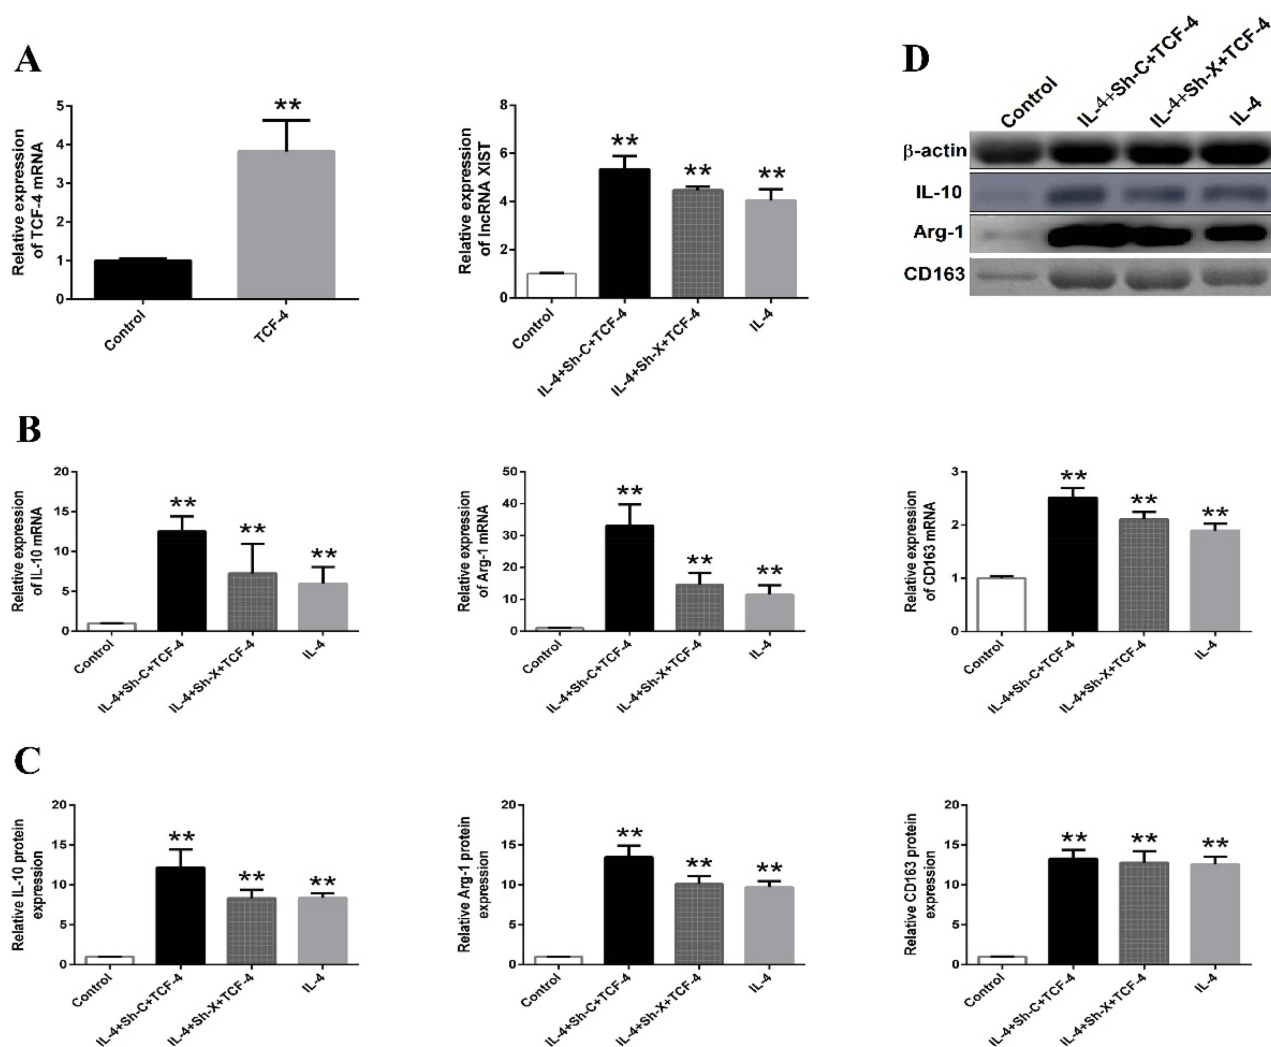 A
Relative expression
of TCF-4 mRNA
5
4
3
2
1
0
**
Control
TCF-4
Relative expression
of lncRNA XIST
8
6
4
2
0
**
**
**
Control
IL-4+Sh-C+TCF-4
IL-4+Sh-X+TCF-4
IL-4
D
Control
IL-4+Sh-C+TCF-4
IL-4+Sh-X+TCF-4
IL-4
β-actin
IL-10
Arg-1
CD163
B
Relative expression
of IL-10 mRNA
20
15
10
5
0
**
**
**
Control
IL-4+Sh-C+TCF-4
IL-4+Sh-X+TCF-4
IL-4
Relative expression
of Arg-1 mRNA
50
40
30
20
10
0
**
**
**
Control
IL-4+Sh-C+TCF-4
IL-4+Sh-X+TCF-4
IL-4
Relative expression
of CD163 mRNA
3
2
1
0
**
**
**
Control
IL-4+Sh-C+TCF-4
IL-4+Sh-X+TCF-4
IL-4
C
Relative IL-10 protein
expression
20
15
10
5
0
**
**
**
Control
IL-4+Sh-C+TCF-4
IL-4+Sh-X+TCF-4
IL-4
Relative Arg-1 protein
expression
20
15
10
5
0
**
**
**
Control
IL-4+Sh-C+TCF-4
IL-4+Sh-X+TCF-4
IL-4
Relative CD163 protein
expression
20
15
10
5
0
**
**
**
Control
IL-4+Sh-C+TCF-4
IL-4+Sh-X+TCF-4
IL-4